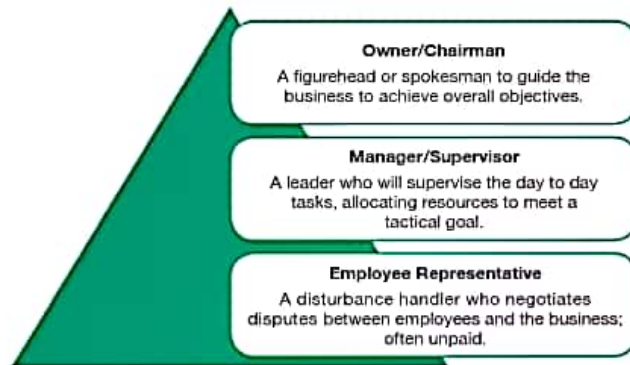 Owner/Chairman
A figurehead or spokesman to guide the
business to achieve overall objectives.
Manager/Supervisor
A leader who will supervise the day to day
tasks, allocating resources to meet a
tactical goal.
Employee Representative
A disturbance handler who negotiates
disputes between employees and the business;
often unpaid.